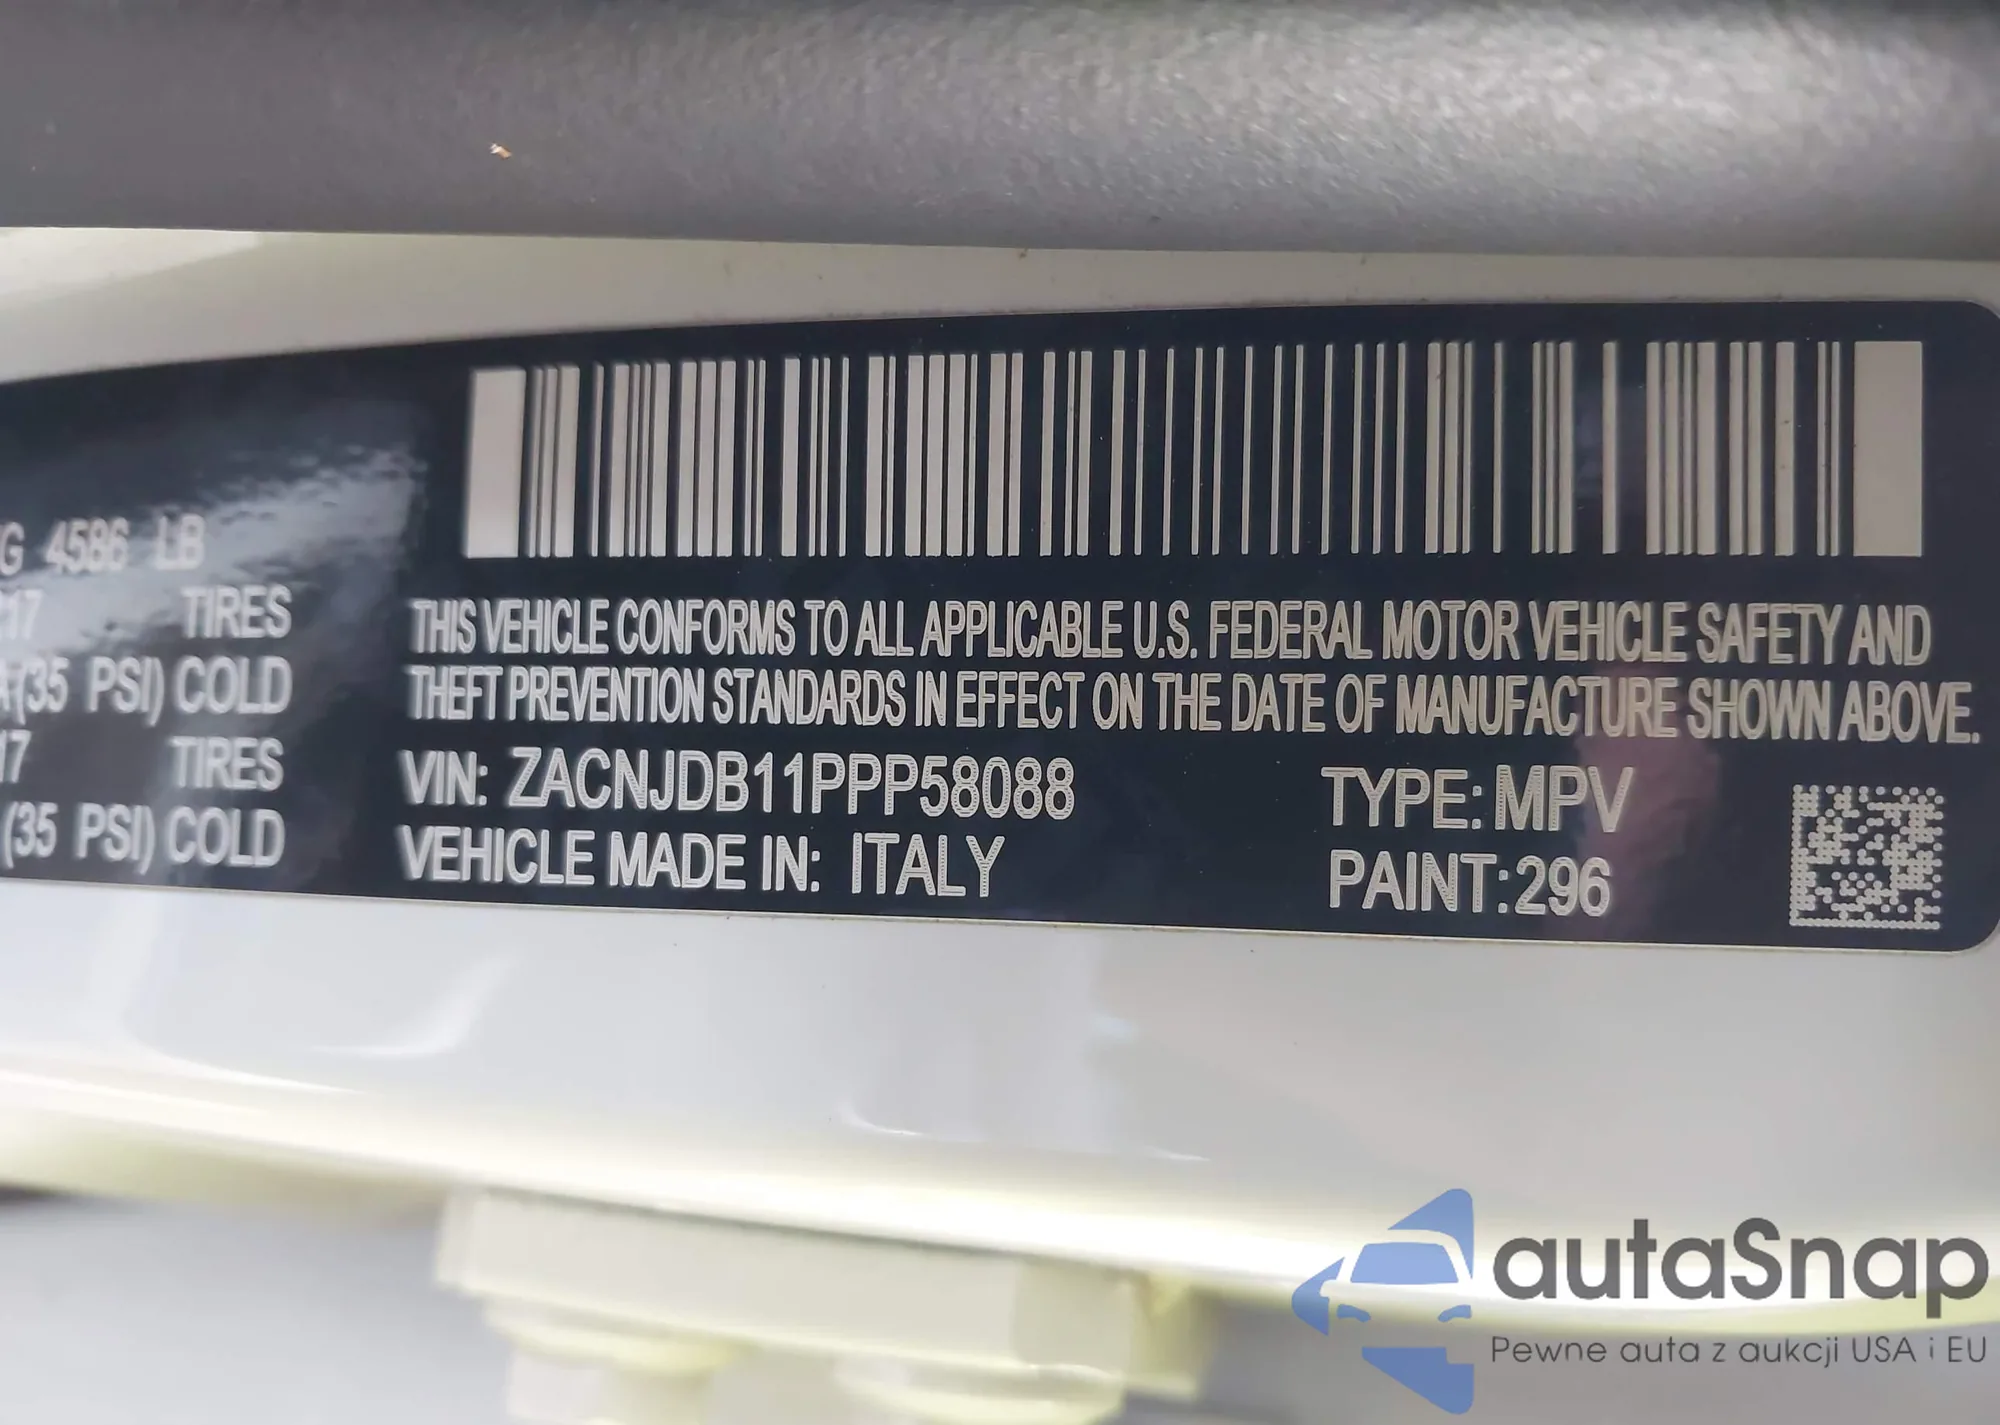 G 4586 LB
17 TIRES
(35 PSI) COLD
17 TIRES
(35 PSI) COLD
THIS VEHICLE CONFORMS TO ALL APPLICABLE U.S. FEDERAL MOTOR VEHICLE SAFETY AND
THEFT PREVENTION STANDARDS IN EFFECT ON THE DATE OF MANUFACTURE SHOWN ABOVE.
VIN: ZACNJDB11PPP58088
TYPE: MPV
VEHICLE MADE IN: ITALY
PAINT: 296
autaSnap
Pewne auta z aukcji USA i EU